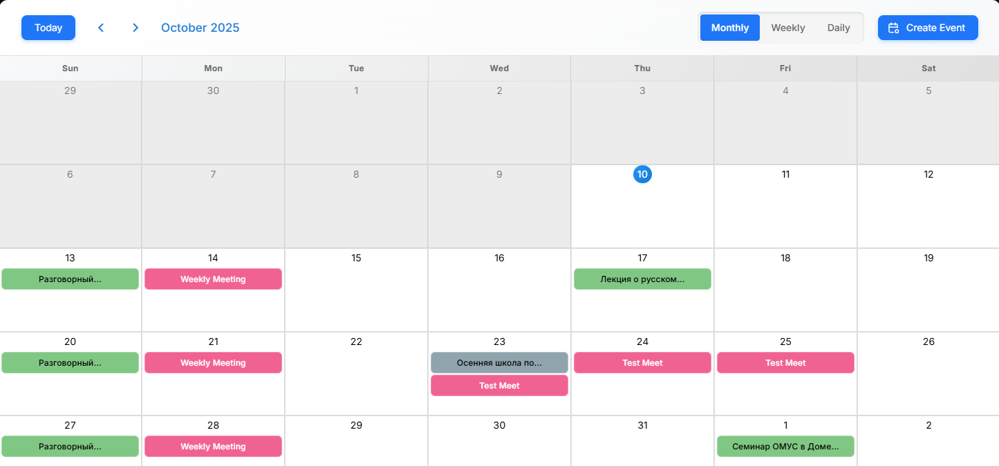 Today
October 2025
Monthly
Weekly
Daily
Create Event
Sun Mon Tue Wed Thu Fri Sat
29 30 1 2 3 4 5
6 7 8 9 10 11 12
13 14 15 16 17 18 19
Разговорный... Weekly Meeting Лекция о русском...
20 21 22 23 24 25 26
Разговорный... Weekly Meeting Осенняя школа по... Test Meet Test Meet
Test Meet
27 28 29 30 31 1 2
Разговорный... Weekly Meeting Семинар ОМУС в Доме...